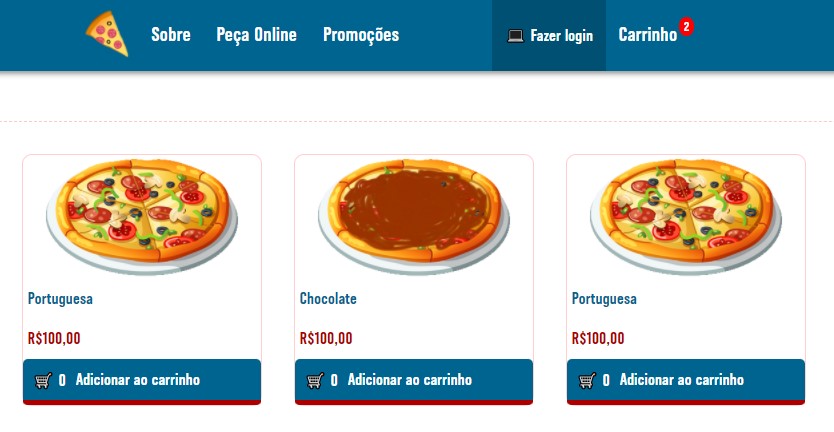 Sobre Peça Online Promoções Fazer login Carrinho 2
Portuguesa Chocolate Portuguesa
R$100,00 R$100,00 R$100,00
0 Adicionar ao carrinho 0 Adicionar ao carrinho 0 Adicionar ao carrinho